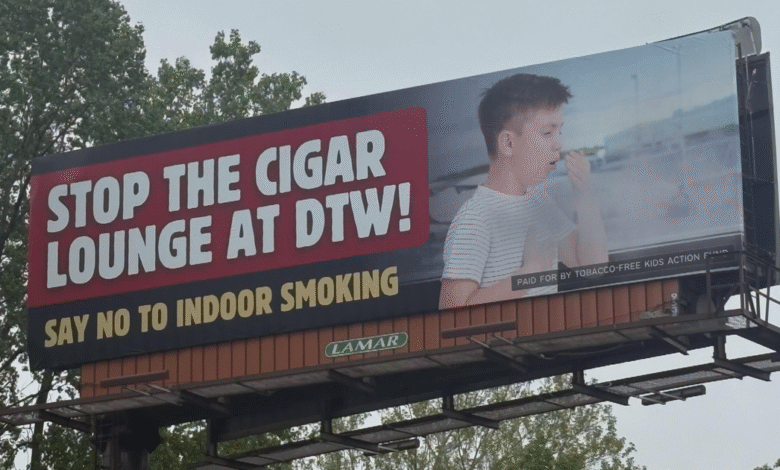 STOP THE CIGAR
LOUNGE AT DTW!
SAY NO TO INDOOR SMOKING
PAID FOR BY TOBACCO-FREE KIDS ACTION FUND
LAMAR